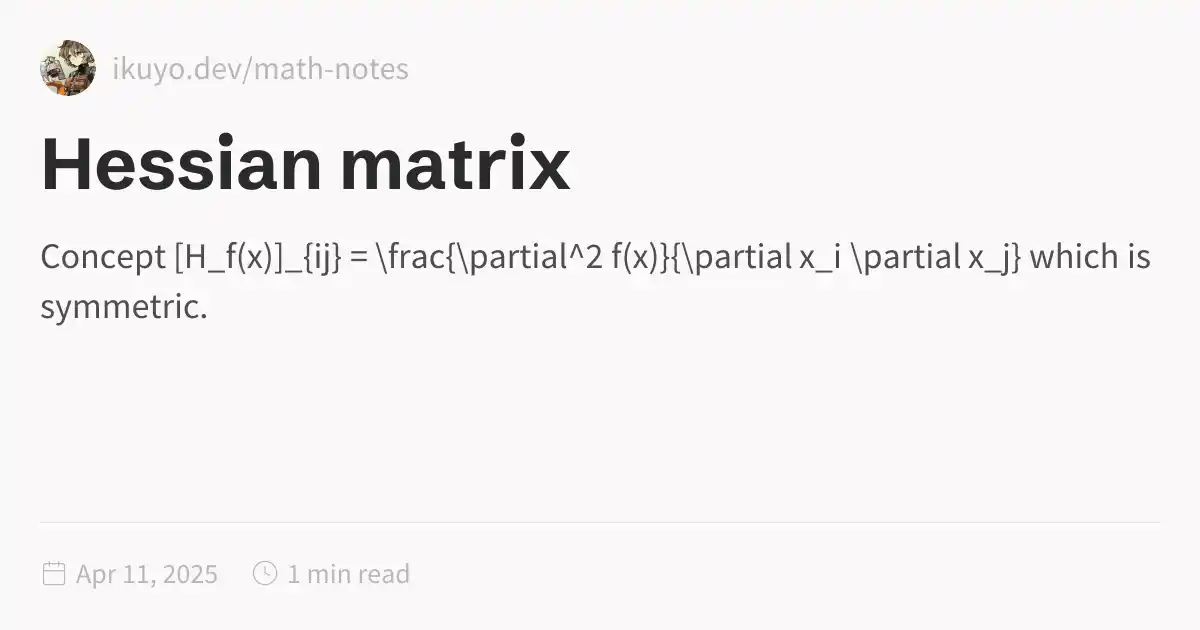 ikuyo.dev/math-notes
Hessian matrix
Concept [H_f(x)]_{ij} = \frac{\partial^2 f(x)}{\partial x_i \partial x_j} which is
symmetric.
Apr 11, 2025 1 min read